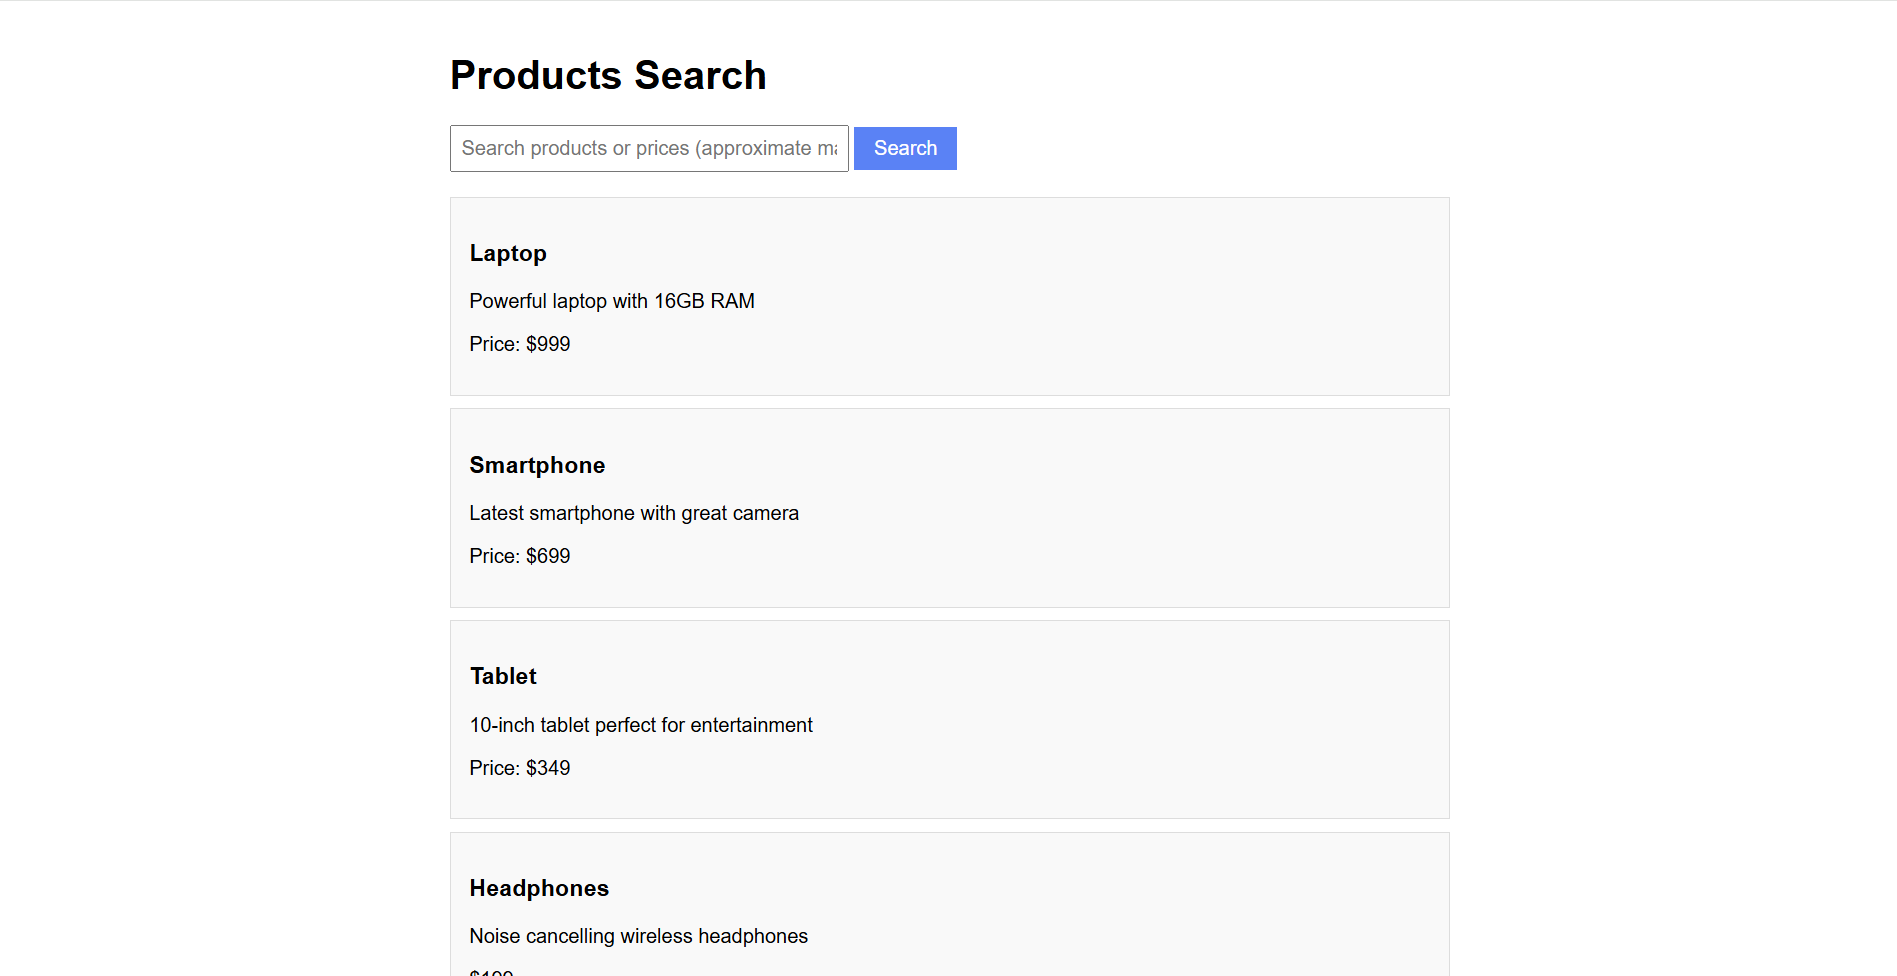 Products Search
Search products or prices (approximate
Search
Laptop
Powerful laptop with 16GB RAM
Price: $999
Smartphone
Latest smartphone with great camera
Price: $699
Tablet
10-inch tablet perfect for entertainment
Price: $349
Headphones
Noise cancelling wireless headphones